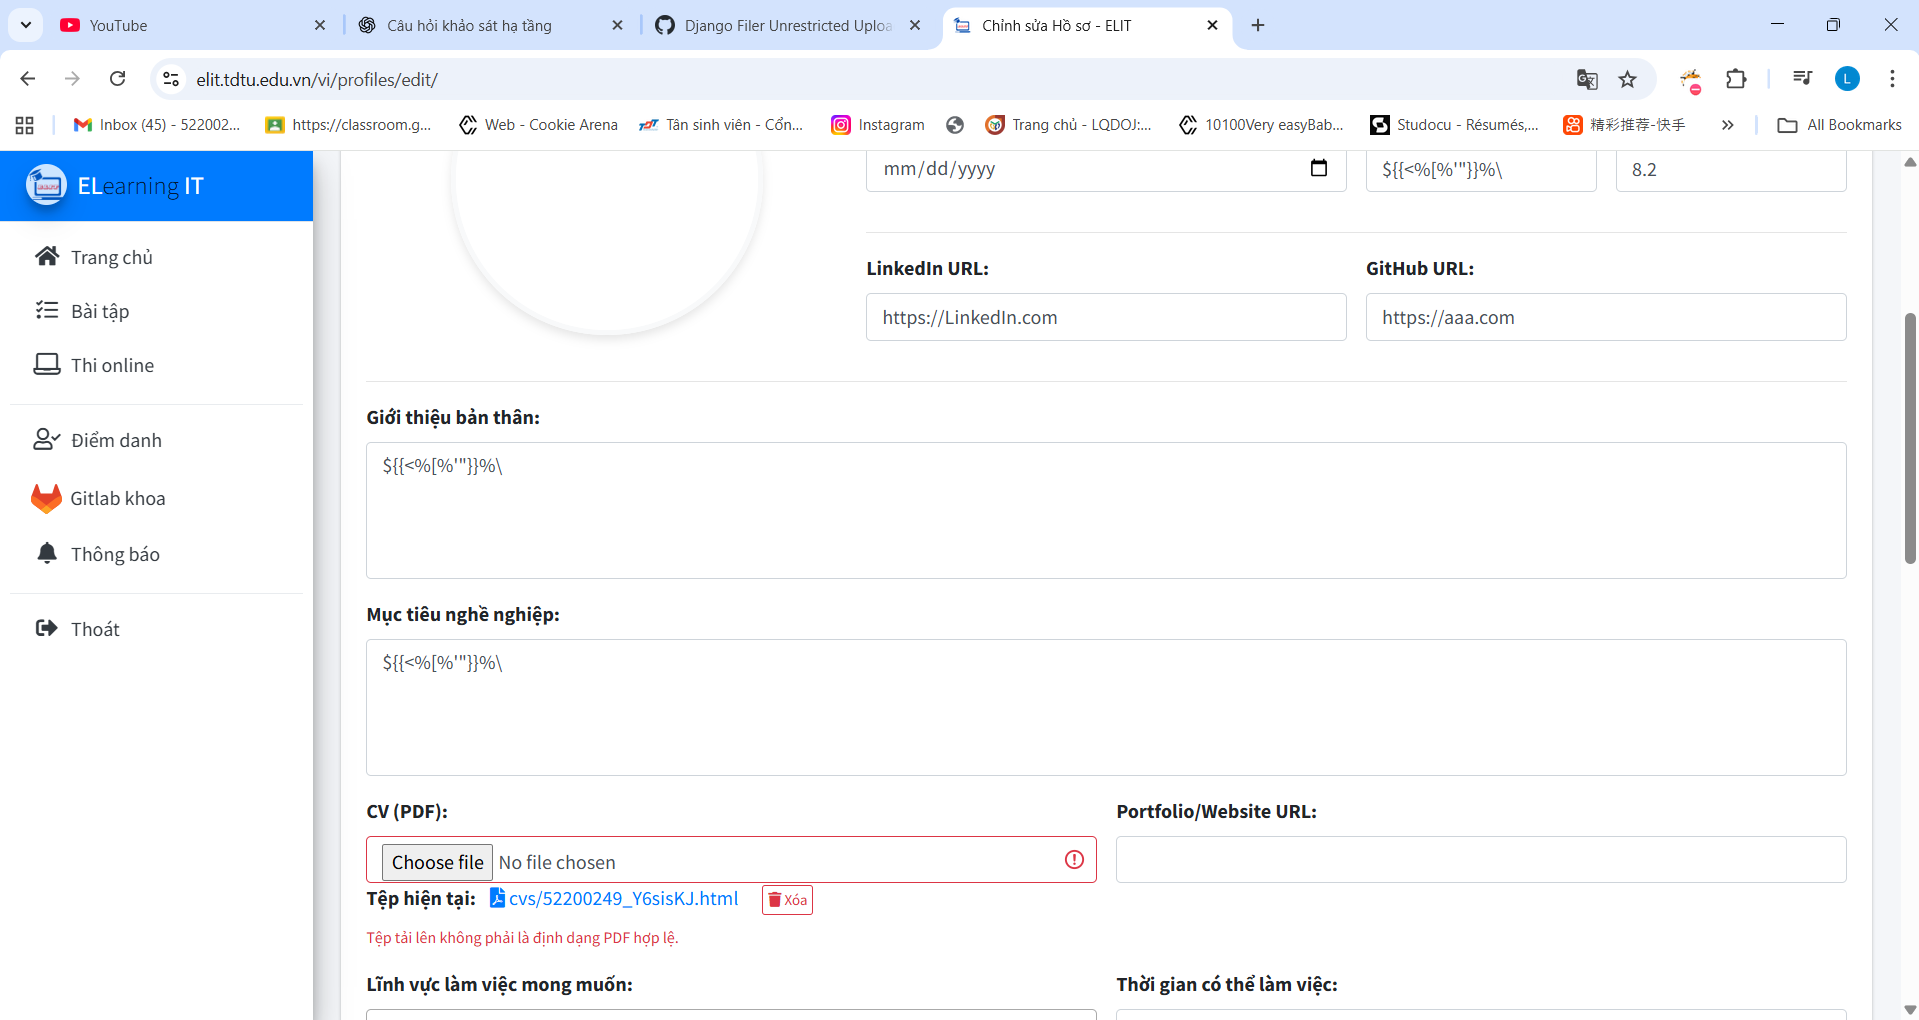 YouTube
Câu hỏi khảo sát hạ tầng
Django Filer Unrestricted Uploa
Chỉnh sửa Hồ sơ - ELIT
elit.tdtu.edu.vn/vi/profiles/edit/
L
Inbox (45) - 522002...
https://classroom.g...
Web - Cookie Arena
Tân sinh viên - Cổn...
Instagram
Trang chủ - LQDOJ:...
10100Very easyBab...
Studocu - Résumés,...
精彩推荐-快手
All Bookmarks
ELearning IT
Trang chủ
Bài tập
Thi online
Điểm danh
Gitlab khoa
Thông báo
Thoát
mm/dd/yyyy
${{<%[%'"}}%\
8.2
LinkedIn URL:
GitHub URL:
https://LinkedIn.com
https://aaa.com
Giới thiệu bản thân:
${{<%[%'"}}%\
Mục tiêu nghề nghiệp:
${{<%[%'"}}%\
CV (PDF):
Portfolio/Website URL:
Choose file No file chosen
Tệp hiện tại: cvs/52200249_Y6sisKJ.html Xóa
Tệp tải lên không phải là định dạng PDF hợp lệ.
Lĩnh vực làm việc mong muốn:
Thời gian có thể làm việc: